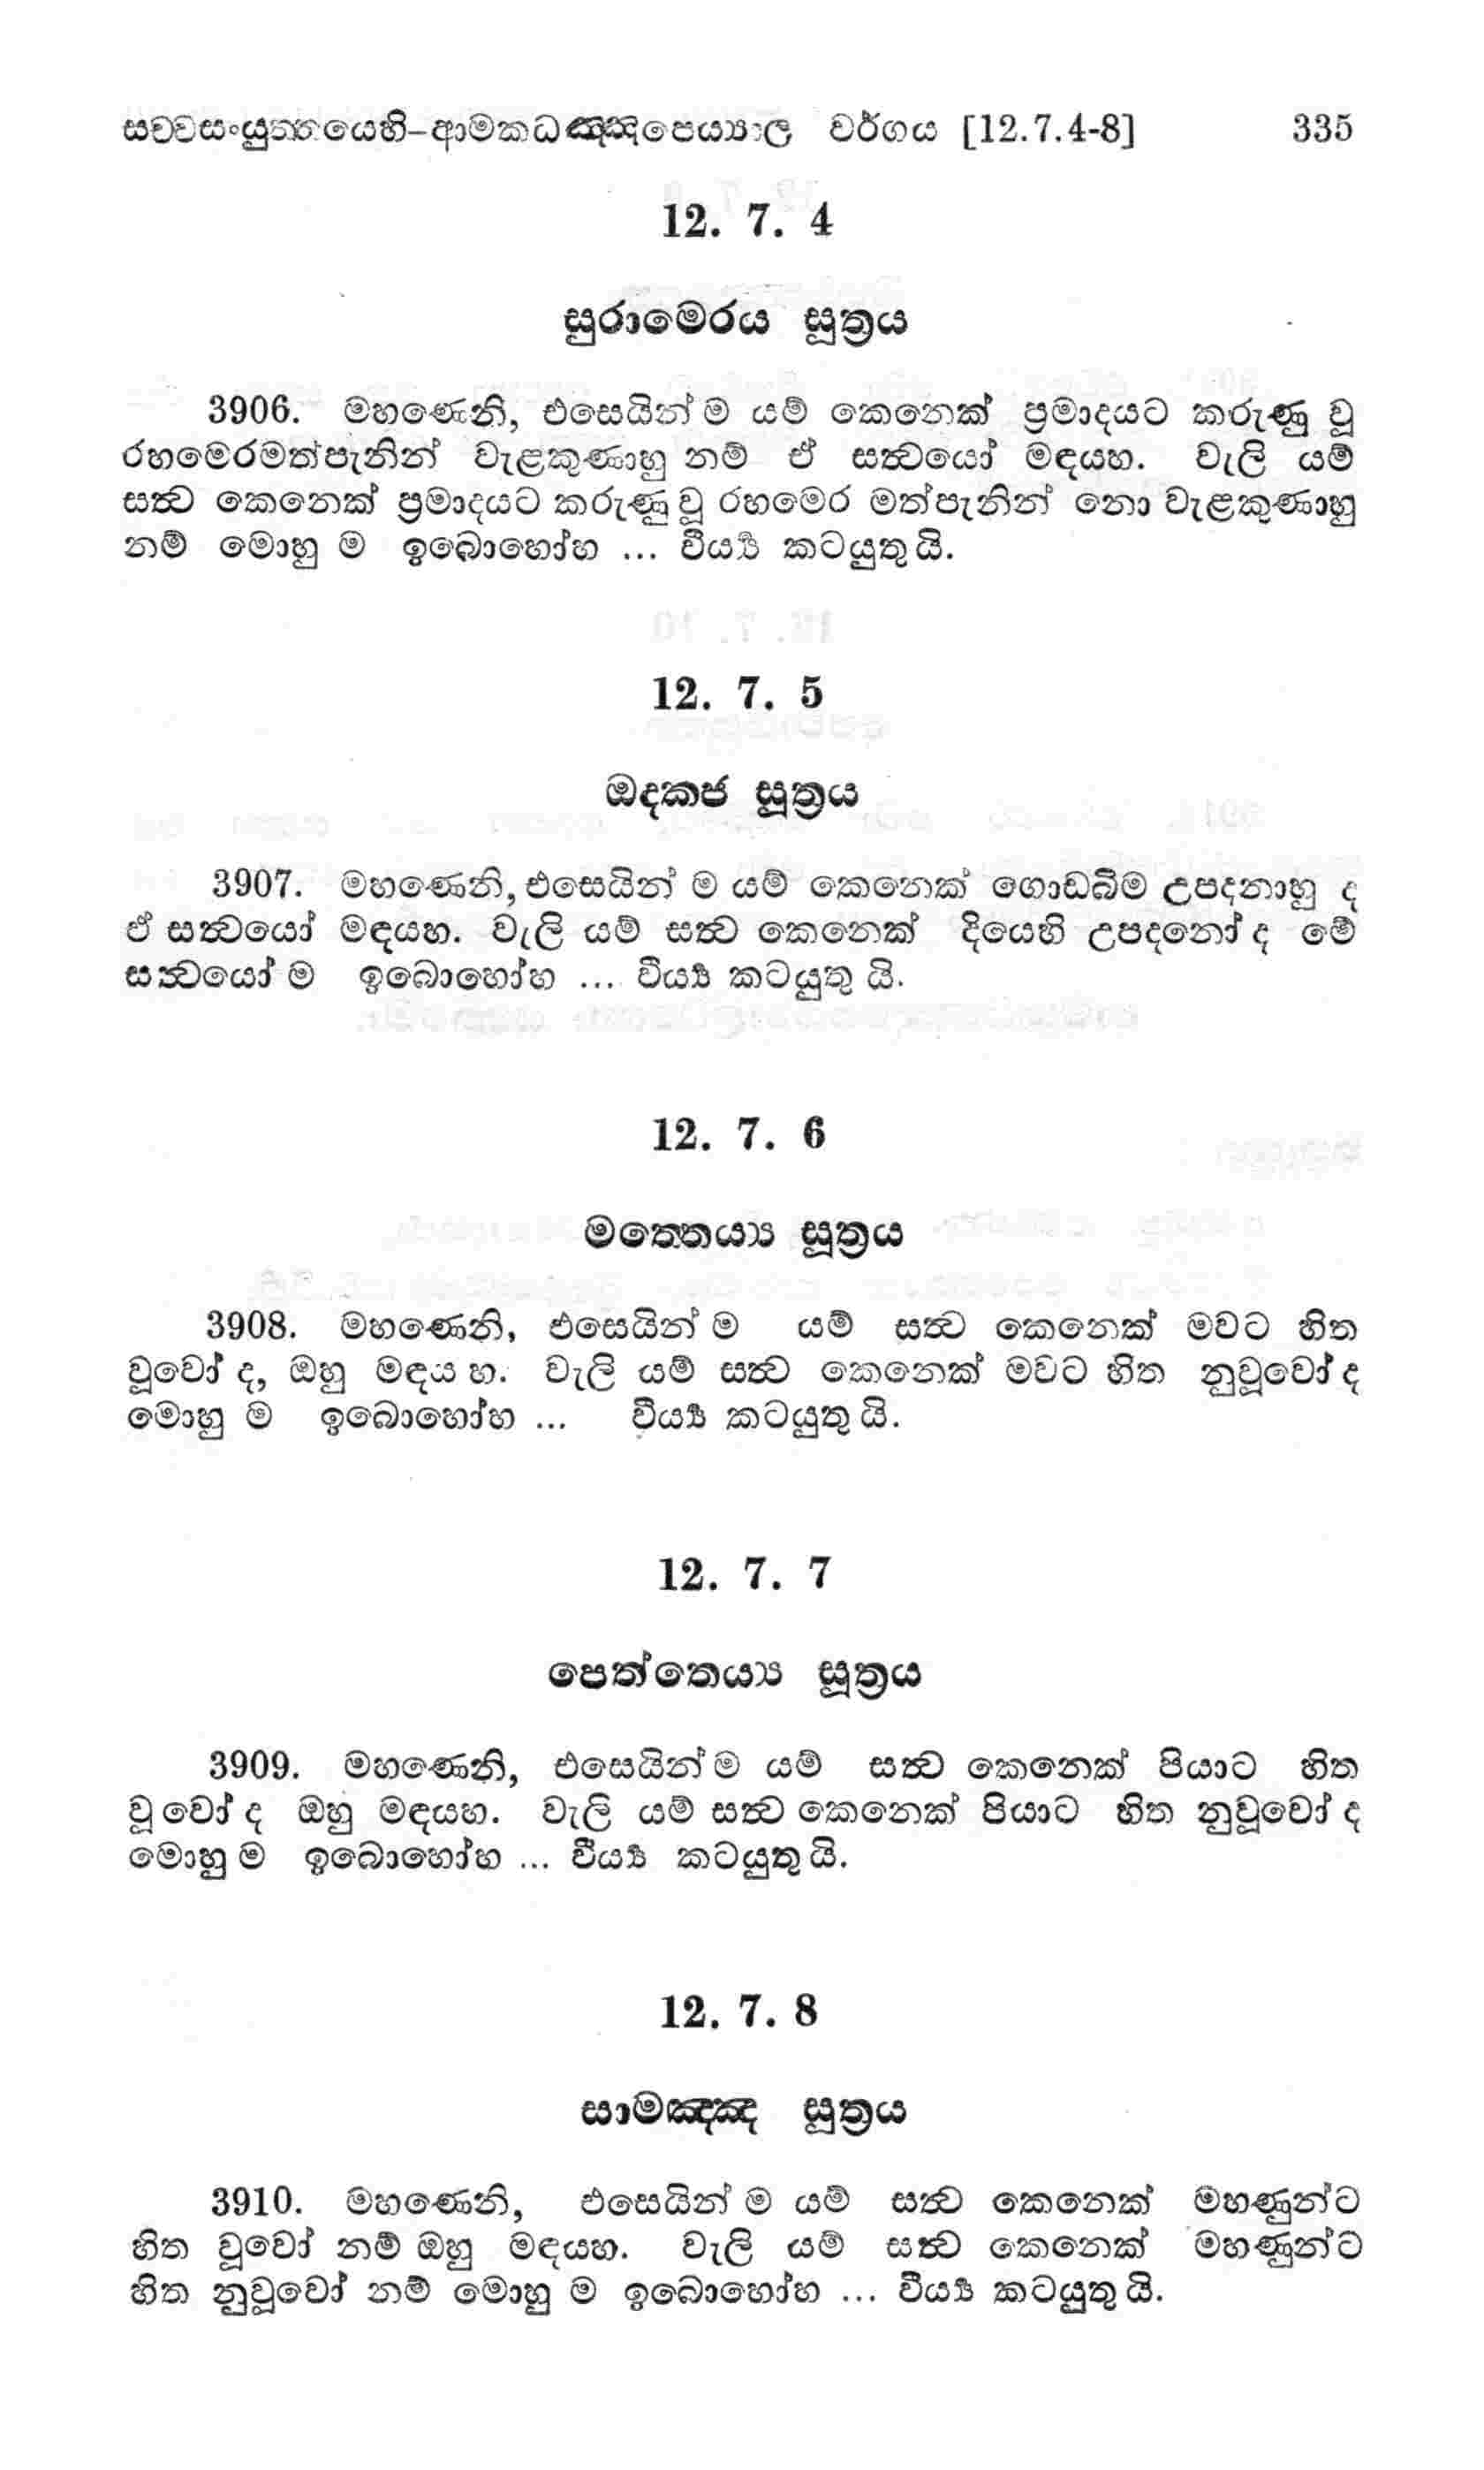 සච්චසංයුත්තයෙහි-ආමකධඤ්ඤපෙය්‍යාල වර්ගය [12.7.4-8] 335
12. 7. 4
සුරාමෙරය සූත්‍රය
3906. මහණෙනි, එසෙයින් ම යම් කෙනෙක් ප්‍රමාදයට කරුණු වූ
රහමෙරමත්පැනින් වැළකුණාහු නම් ඒ සත්‍වයෝ මඳයහ. වැලි යම්
සත්‍ව කෙනෙක් ප්‍රමාදයට කරුණු වූ රහමෙර මත්පැනින් නො වැළකුණාහු
නම් මොහු ම ඉබොහෝහ ... වීර්‍ය්‍ය කටයුතු යි.
12. 7. 5
ඔදකජ සූත්‍රය
3907. මහණෙනි, එසෙයින් ම යම් කෙනෙක් ගොඩබිම උපදනාහු ද
ඒ සත්‍වයෝ මඳයහ. වැලි යම් සත්‍ව කෙනෙක් දියෙහි උපදනෝ ද මේ
සත්‍වයෝ ම ඉබොහෝහ ... වීර්‍ය්‍ය කටයුතු යි.
12. 7. 6
මත්තෙය්‍ය සූත්‍රය
3908. මහණෙනි, එසෙයින් ම යම් සත්‍ව කෙනෙක් මවට හිත
වූවෝ ද, ඔහු මඳය හ. වැලි යම් සත්‍ව කෙනෙක් මවට හිත නුවූවෝ ද
මොහු ම ඉබොහෝහ ... වීර්‍ය්‍ය කටයුතු යි.
12. 7. 7
පෙත්තෙය්‍ය සූත්‍රය
3909. මහණෙනි, එසෙයින් ම යම් සත්‍ව කෙනෙක් පියාට හිත
වූවෝ ද ඔහු මඳයහ. වැලි යම් සත්‍ව කෙනෙක් පියාට හිත නුවූවෝ ද
මොහු ම ඉබොහෝහ ... වීර්‍ය්‍ය කටයුතු යි.
12. 7. 8
සාමඤ්ඤ සූත්‍රය
3910. මහණෙනි, එසෙයින් ම යම් සත්‍ව කෙනෙක් මහණුන්ට
හිත වූවෝ නම් ඔහු මඳයහ. වැලි යම් සත්‍ව කෙනෙක් මහණුන්ට
හිත නුවූවෝ නම් මොහු ම ඉබොහෝහ ... වීර්‍ය්‍ය කටයුතු යි.